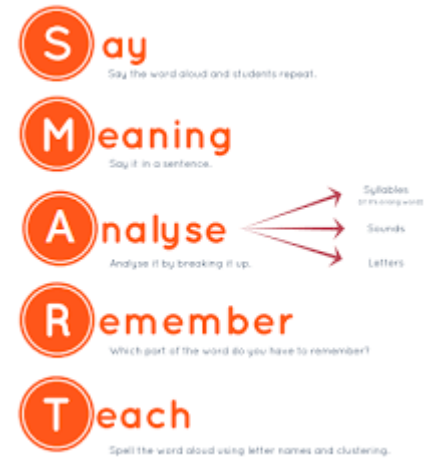 Say
Say the word aloud and students repeat.
Meaning
Say it in a sentence.
Analyse
Syllables
Sounds
Letters
Analyse it by breaking it up.
Remember
Which part of the word do you have to remember?
Teach
Spell the word aloud using letter names and clustering.